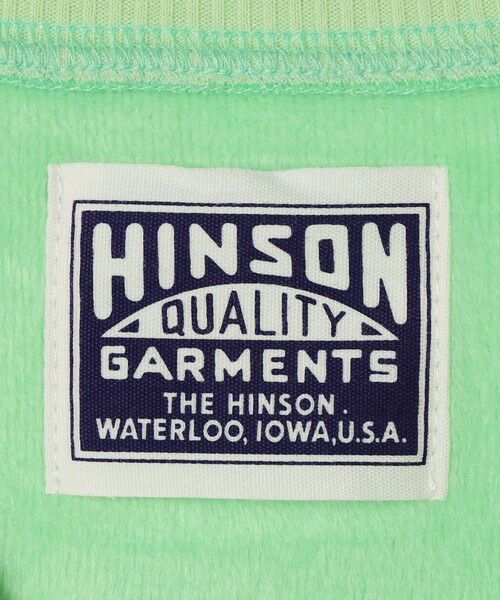 HINSON
QUALITY
GARMENTS
THE HINSON.
WATERLOO, IOWA, U.S.A.